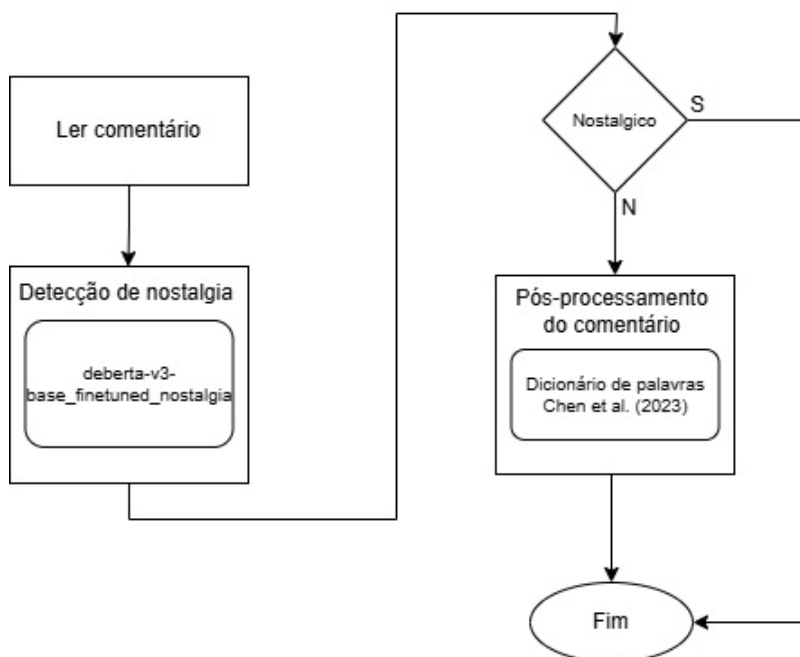 Ler comentário
Detecção de nostalgia
deberta-v3-
base_finetuned_nostalgia
Nostalgico
S
N
Pós-processamento
do comentário
Dicionário de palavras
Chen et al. (2023)
Fim